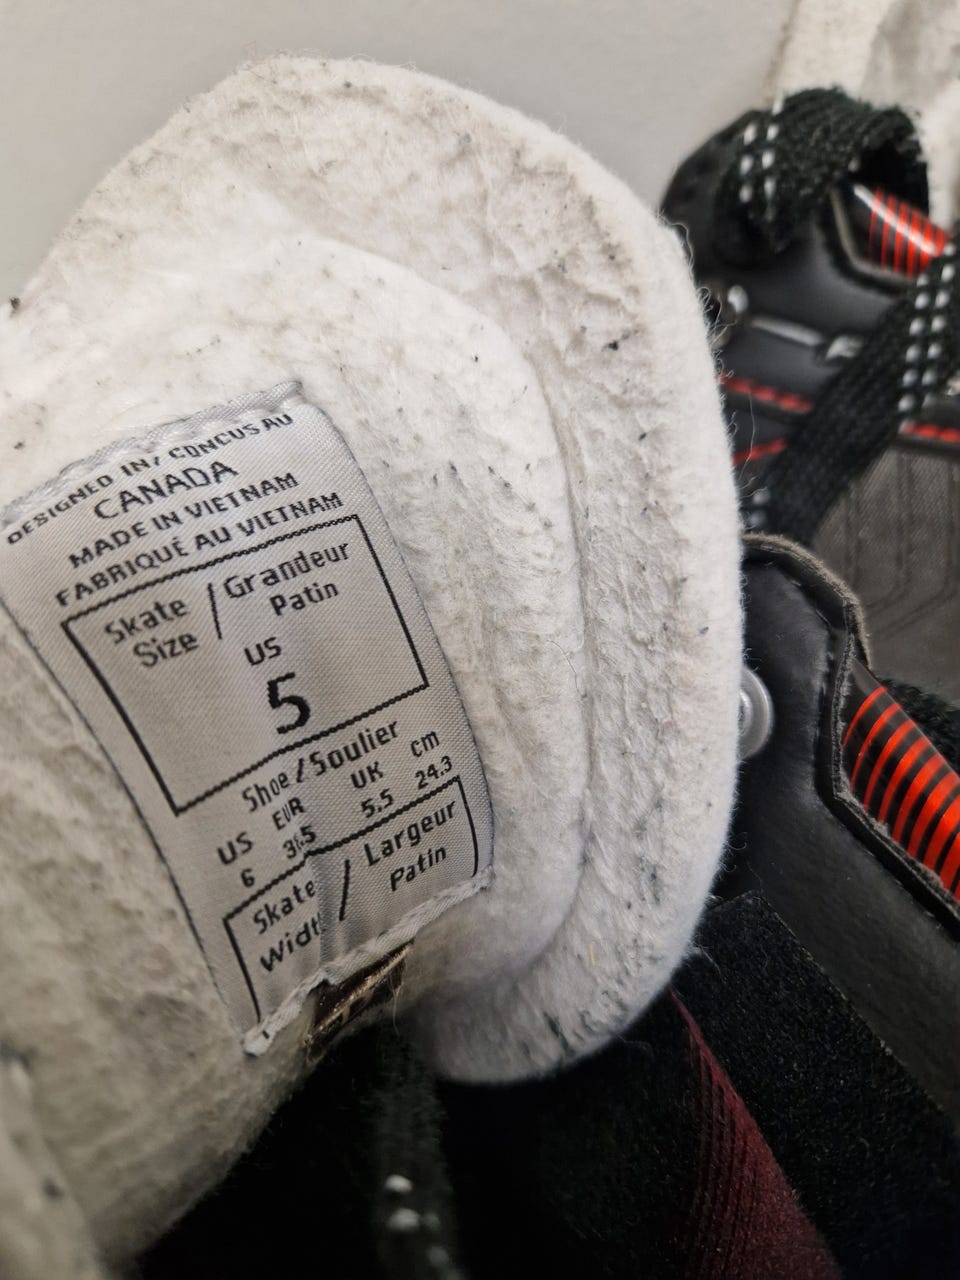 DESIGNED IN / CONCUS AU
CANADA
MADE IN VIETNAM
FABRIQUÉ AU VIETNAM
Skate Size / Grandeur Patin
US
5
Shoe / Soulier
US EUR UK cm
6 5.5 24.3
Skate Width / Largeur Patin